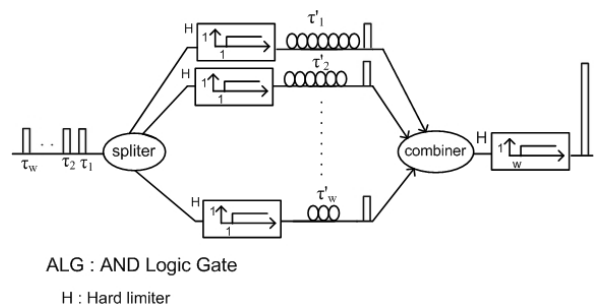 τ'1
H
1
1
τ'2
H
1
1
τw . . τ2 τ1
spliter
combiner
H
1
w
τ'w
H
1
1
ALG : AND Logic Gate
H : Hard limiter